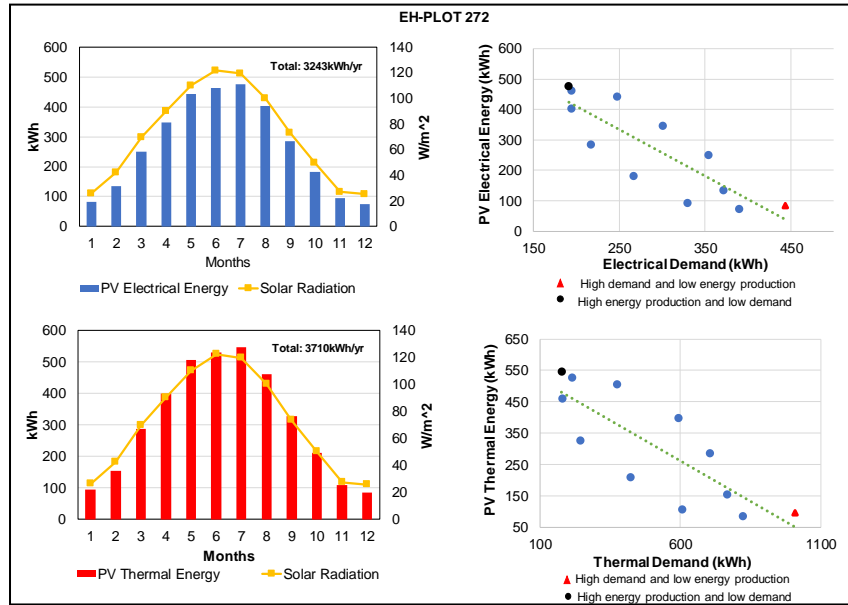 EH-PLOT 272
600
500
400
300
200
100
0
kWh
Total: 3243kWh/yr
140
120
100
80
60
40
20
0
W/m^2
1 2 3 4 5 6 7 8 9 10 11 12
Months
PV Electrical Energy Solar Radiation
600
500
400
300
200
100
0
PV Electrical Energy (kWh)
150 250 350 450
Electrical Demand (kWh)
High demand and low energy production
High energy production and low demand
600
500
400
300
200
100
0
kWh
Total: 3710kWh/yr
140
120
100
80
60
40
20
0
W/m^2
1 2 3 4 5 6 7 8 9 10 11 12
Months
PV Thermal Energy Solar Radiation
650
550
450
350
250
150
50
PV Thermal Energy (kWh)
100 600 1100
Thermal Demand (kWh)
High demand and low energy production
High energy production and low demand